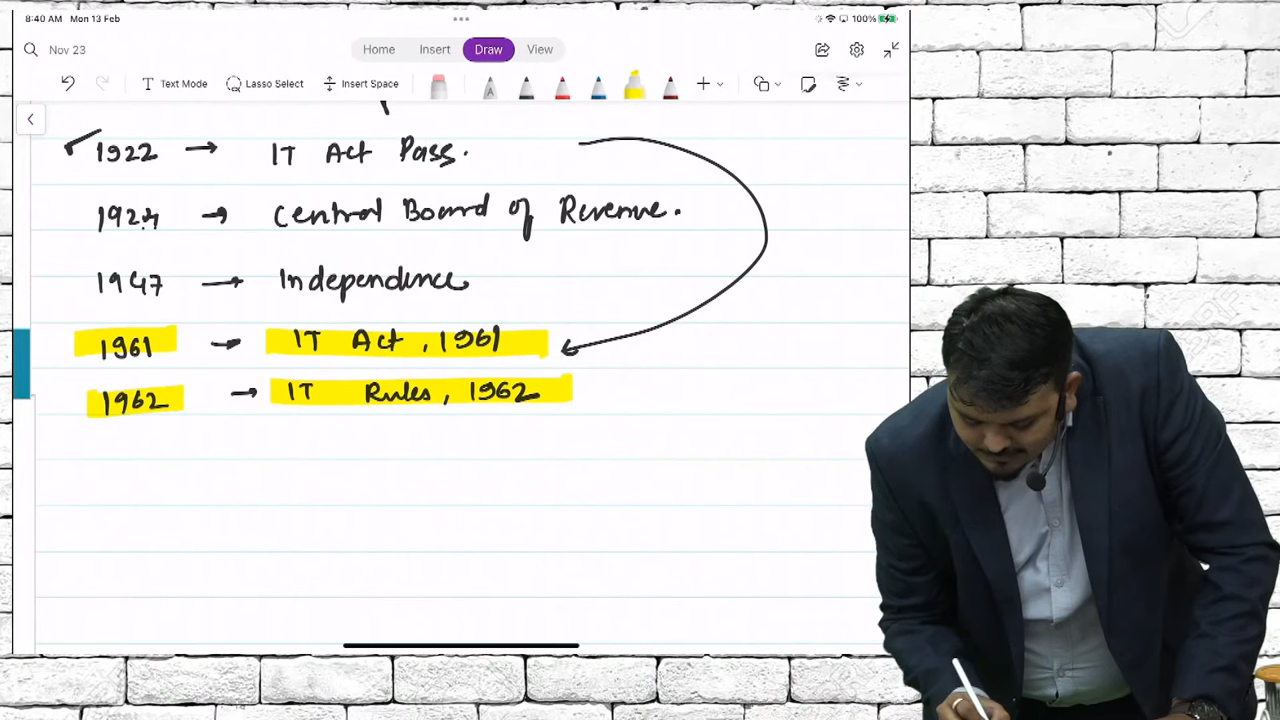 8:40 AM Mon 13 Feb
100%
Nov 23
Home Insert Draw View
Text Mode Lasso Select Insert Space
1922 → IT Act Pass.
1924 → Central Board of Revenue.
1947 → Independence
1961 → IT Act, 1961
1962 → IT Rules, 1962